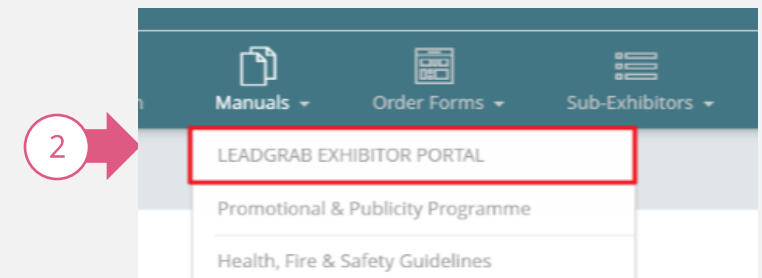 Manuals Order Forms Sub-Exhibitors
2
LEADGRAB EXHIBITOR PORTAL
Promotional & Publicity Programme
Health, Fire & Safety Guidelines